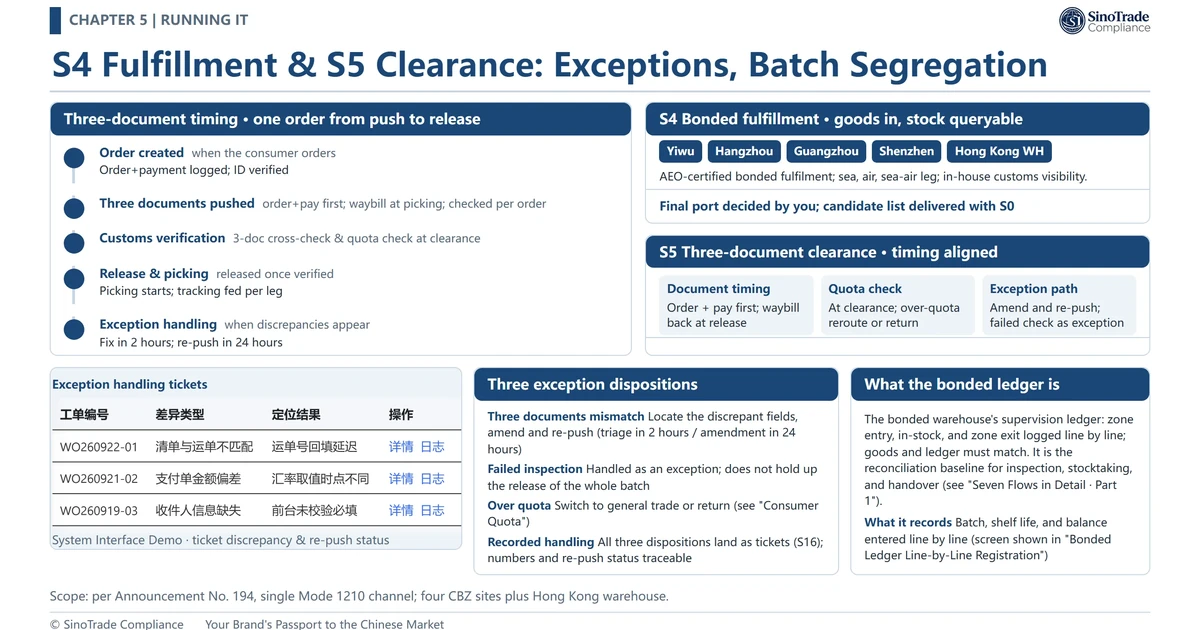 CHAPTER 5 | RUNNING IT
SinoTrade
Compliance
S4 Fulfillment & S5 Clearance: Exceptions, Batch Segregation
Three-document timing • one order from push to release
Order created when the consumer orders
Order+payment logged; ID verified
Three documents pushed order+pay first; waybill at picking; checked per order
Customs verification 3-doc cross-check & quota check at clearance
Release & picking released once verified
Picking starts; tracking fed per leg
Exception handling when discrepancies appear
Fix in 2 hours; re-push in 24 hours
S4 Bonded fulfillment • goods in, stock queryable
Yiwu Hangzhou Guangzhou Shenzhen Hong Kong WH
AEO-certified bonded fulfilment; sea, air, sea-air leg; in-house customs visibility.
Final port decided by you; candidate list delivered with S0
S5 Three-document clearance • timing aligned
Document timing
Order + pay first; waybill
back at release
Quota check
At clearance; over-quota
reroute or return
Exception path
Amend and re-push;
failed check as exception
Exception handling tickets
工单编号 差异类型 定位结果 操作
WO260922-01 清单与运单不匹配 运单号回填延迟 详情 日志
WO260921-02 支付单金额偏差 汇率取值时点不同 详情 日志
WO260919-03 收件人信息缺失 前台未校验必填 详情 日志
System Interface Demo · ticket discrepancy & re-push status
Three exception dispositions
Three documents mismatch Locate the discrepant fields,
amend and re-push (triage in 2 hours / amendment in 24
hours)
Failed inspection Handled as an exception; does not hold up
the release of the whole batch
Over quota Switch to general trade or return (see "Consumer
Quota")
Recorded handling All three dispositions land as tickets (S16);
numbers and re-push status traceable
What the bonded ledger is
The bonded warehouse's supervision ledger: zone
entry, in-stock, and zone exit logged line by line;
goods and ledger must match. It is the
reconciliation baseline for inspection, stocktaking,
and handover (see "Seven Flows in Detail · Part
1").
What it records Batch, shelf life, and balance
entered line by line (screen shown in "Bonded
Ledger Line-by-Line Registration")
Scope: per Announcement No. 194, single Mode 1210 channel; four CBZ sites plus Hong Kong warehouse.
© SinoTrade Compliance Your Brand's Passport to the Chinese Market